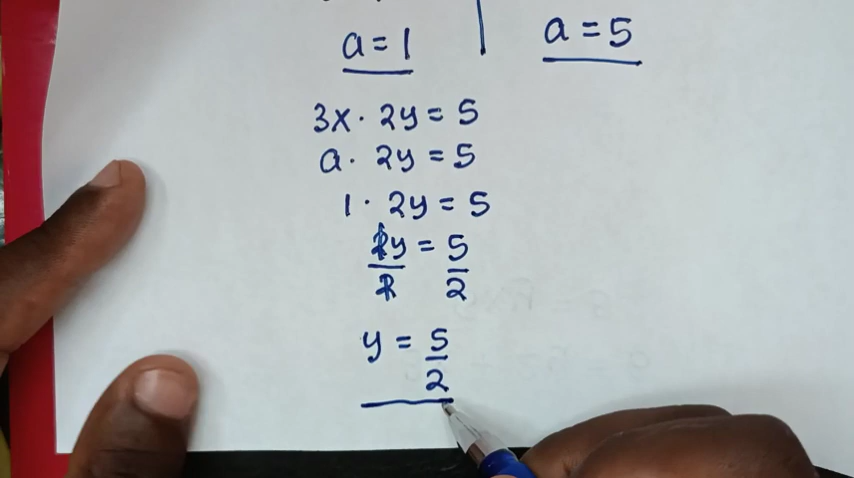 a = 1 a = 5
3x · 2y = 5
a · 2y = 5
1 · 2y = 5
2y/2 = 5/2
y = 5/2